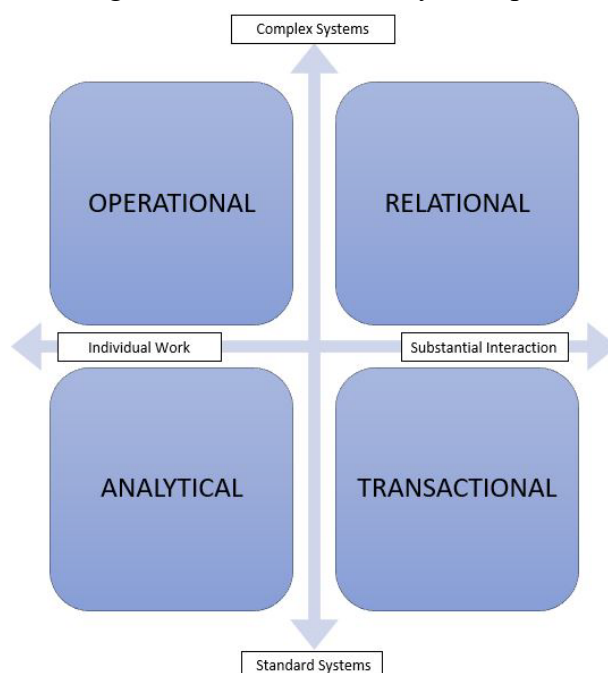 Complex Systems
OPERATIONAL
RELATIONAL
Individual Work
Substantial Interaction
ANALYTICAL
TRANSACTIONAL
Standard Systems